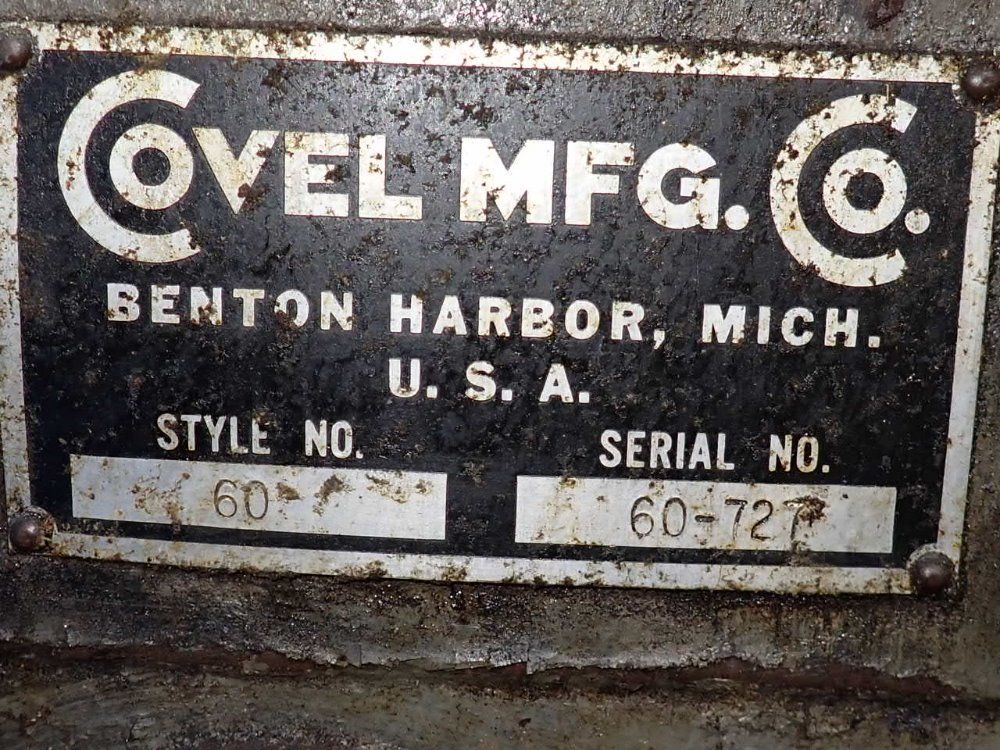 COVEL MFG. CO.
BENTON HARBOR, MICH.
U. S. A.
STYLE NO. SERIAL NO.
60 60-727